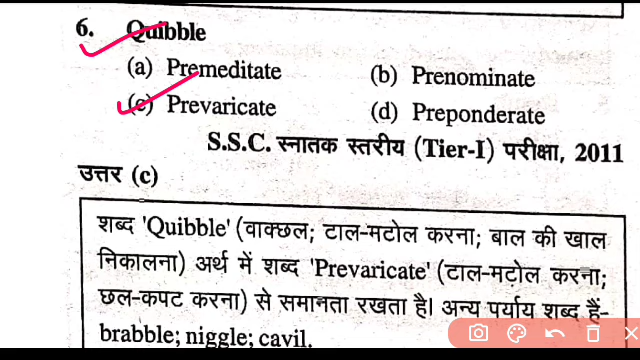 6. Quibble
(a) Premeditate (b) Prenominate
(c) Prevaricate (d) Preponderate
S.S.C. स्नातक स्तरीय (Tier-I) परीक्षा, 2011
उत्तर (c)
शब्द 'Quibble' (वाक्छल; टाल-मटोल करना; बाल की खाल
निकालना) अर्थ में शब्द 'Prevaricate' (टाल-मटोल करना;
छल-कपट करना) से समानता रखता है। अन्य पर्याय शब्द हैं-
brabble; niggle; cavil.